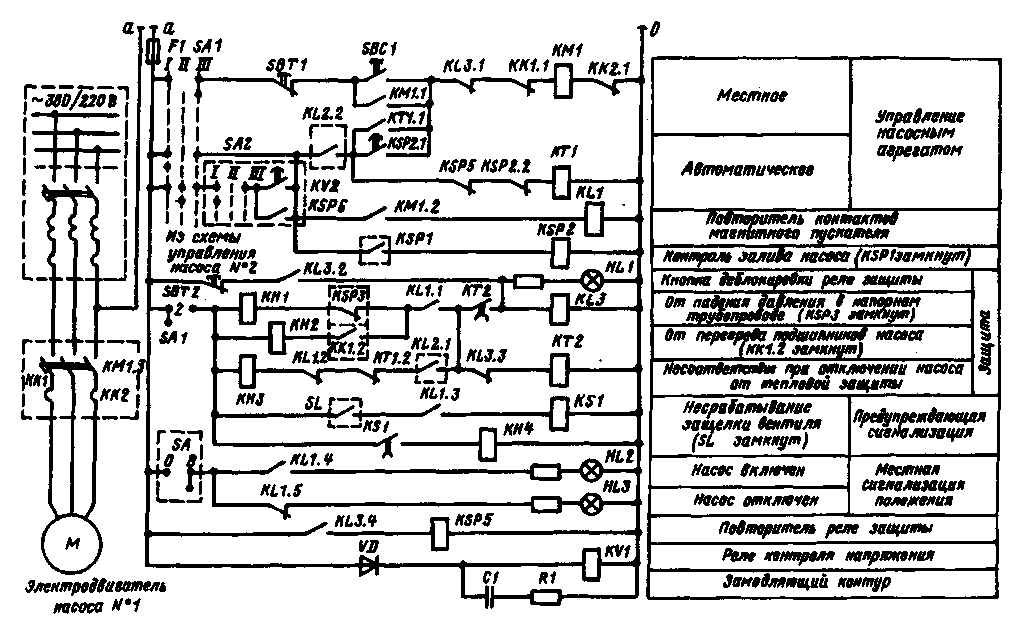 a a 0
F1 SA1
I II III
SBT1 SBC1 KL3.1 KK1.1 KM1 KK2.1
KM1.1
~380/220 В
KL2.2 KT1.1
SA2 KSP2.1
KSP5 KSP2.2 KT1
I II III KV2
KSP6 KM1.2 KL1
Из схемы
управления
насоса №2
KSP1 KSP2
KL3.2 HL1
SBT2 KH1 KSP3 KL1.1 KT2 KL3
2
SA1 KH2 KK1.2
KL1.2 KT1.2 KL2.1 KL3.3 KT2
KH3
KM1.3
KK1 KK2
SL KL1.3 KS1
KS1 KH4
SA
0 В
KL1.4 HL2
KL1.5 HL3
KL3.4 KSP5
VD KV1
C1 R1
М
Электродвигатель
насоса №1
Местное
Управление
насосным
агрегатом
Автоматическое
Повторитель контактов
магнитного пускателя
Контроль залива насоса (KSP1 замкнут)
Кнопка деблокировки реле защиты
От падения давления в напорном
трубопроводе (KSP3 замкнут)
От перегрева подшипников насоса
(KK1.2 замкнут)
Несоответствие при отключении насоса
от тепловой защиты
Защита
Несрабатывание
защелки вентиля
(SL замкнут)
Предупреждающая
сигнализация
Насос включен
Местная
сигнализация
положения
Насос отключен
Повторитель реле защиты
Реле контроля напряжения
Замедляющий контур